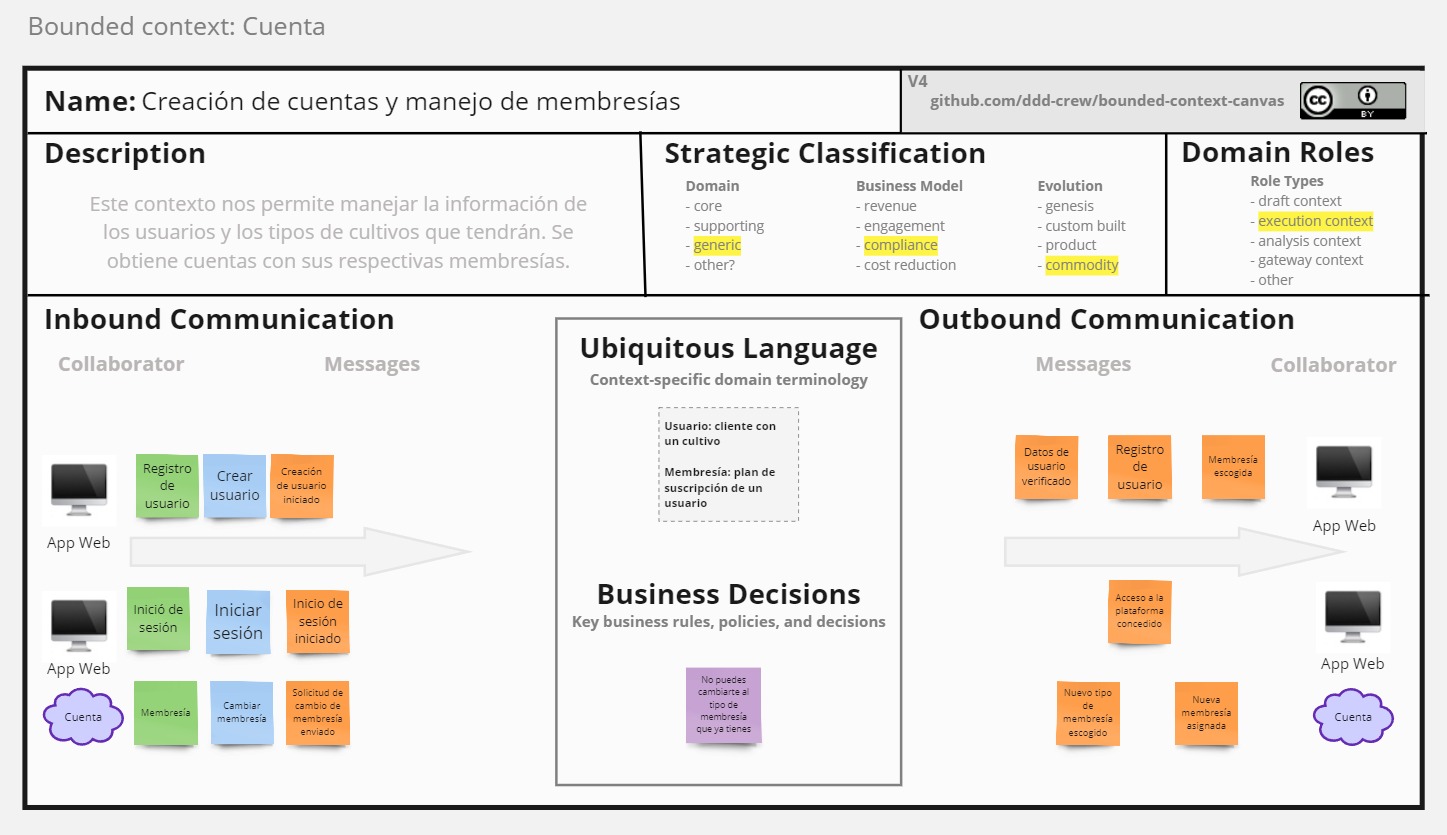 Bounded context: Cuenta
Name: Creación de cuentas y manejo de membresías
V4
github.com/ddd-crew/bounded-context-canvas
cc
BY
Description
Este contexto nos permite manejar la información de
los usuarios y los tipos de cultivos que tendrán. Se
obtiene cuentas con sus respectivas membresías.
Strategic Classification
Domain
- core
- supporting
- generic
- other?
Business Model
- revenue
- engagement
- compliance
- cost reduction
Evolution
- genesis
- custom built
- product
- commodity
Domain Roles
Role Types
- draft context
- execution context
- analysis context
- gateway context
- other
Inbound Communication
Collaborator
Messages
App Web
Registro
de
usuario
Crear
usuario
Creación
de usuario
iniciado
App Web
Inició de
sesión
Iniciar
sesión
Inicio de
sesión
iniciado
Cuenta
Membresía
Cambiar
membresía
Solicitud de
cambio de
membresía
enviado
Ubiquitous Language
Context-specific domain terminology
Usuario: cliente con
un cultivo
Membresía: plan de
suscripción de un
usuario
Business Decisions
Key business rules, policies, and decisions
No puedes
cambiarte al
tipo de
membresía
que ya tienes
Outbound Communication
Messages
Collaborator
Datos de
usuario
verificado
Registro
de
usuario
Membresía
escogida
App Web
Acceso a la
plataforma
concedido
App Web
Nuevo tipo
de
membresía
escogido
Nueva
membresía
asignada
Cuenta